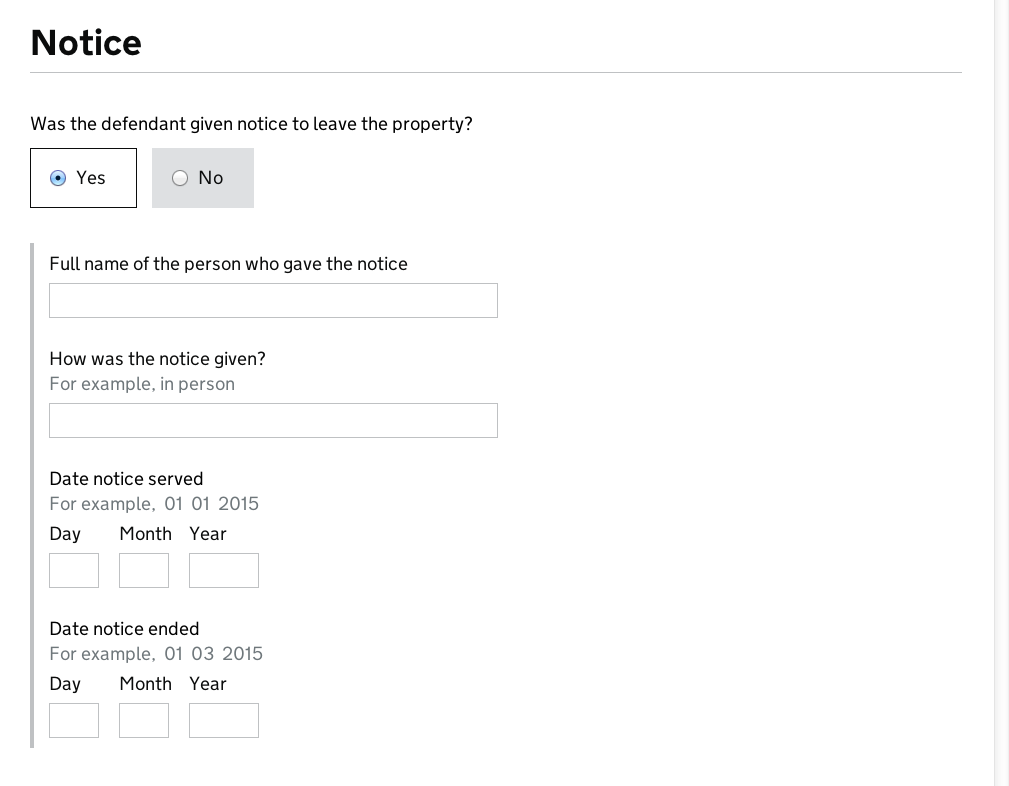 Notice
Was the defendant given notice to leave the property?
Yes No
Full name of the person who gave the notice
How was the notice given?
For example, in person
Date notice served
For example, 01 01 2015
Day Month Year
Date notice ended
For example, 01 03 2015
Day Month Year